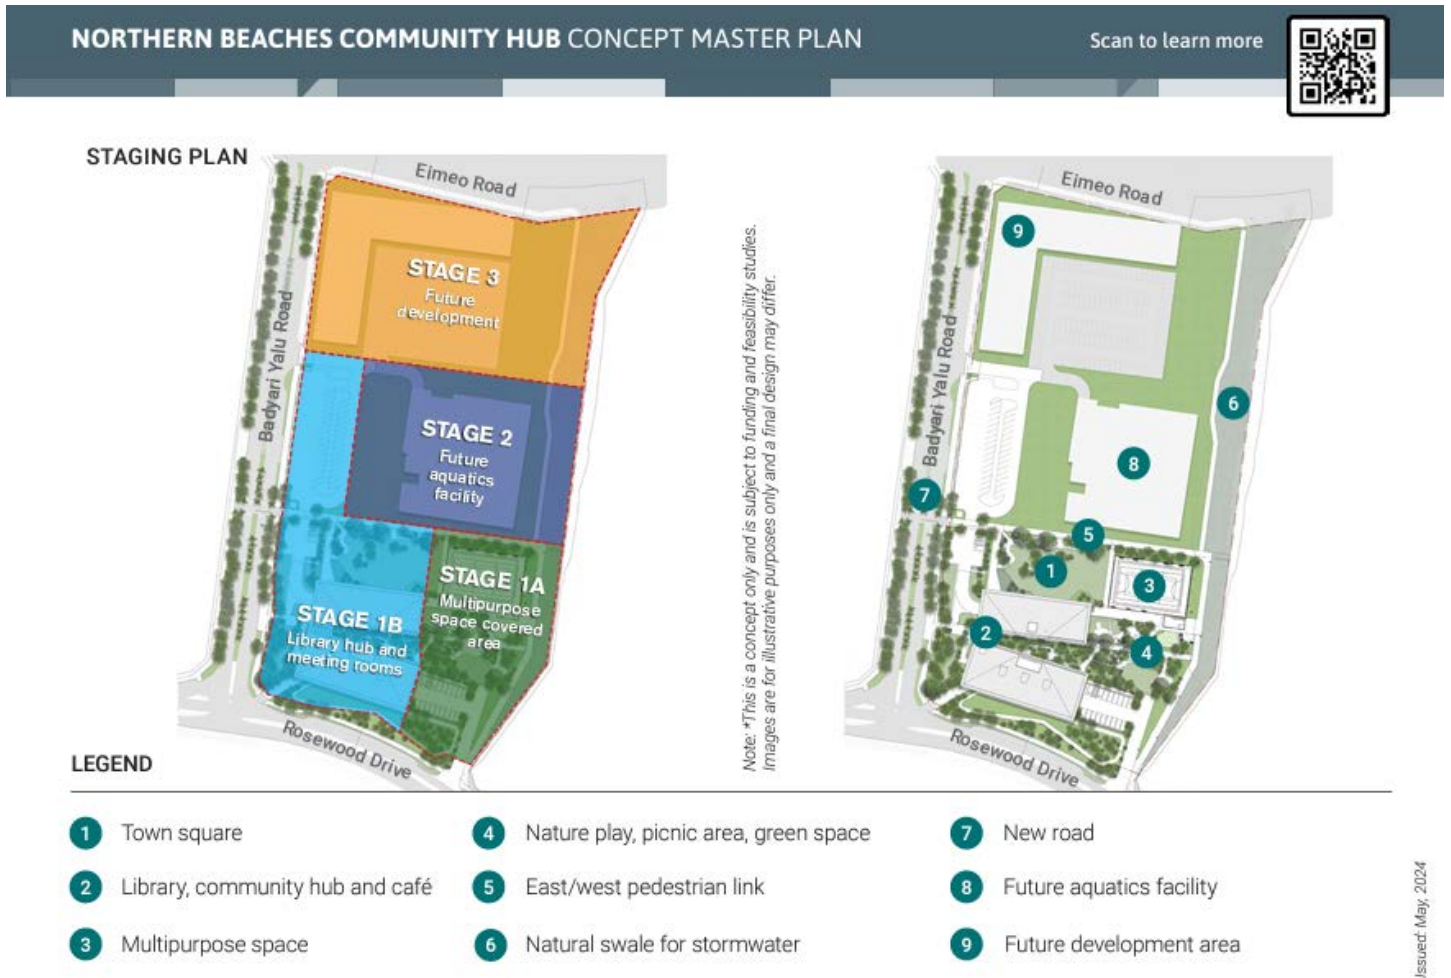 NORTHERN BEACHES COMMUNITY HUB CONCEPT MASTER PLAN
Scan to learn more
STAGING PLAN
Eimeo Road
Badyari Yalu Road
STAGE 3
Future
development
STAGE 2
Future
aquatics
facility
STAGE 1A
Multipurpose
space covered
area
STAGE 1B
Library hub and
meeting rooms
Rosewood Drive
Note: *This is a concept only and is subject to funding and feasibility studies.
Images are for illustrative purposes only and a final design may differ.
Eimeo Road
9
Badyari Yalu Road
6
8
7
5
1
3
2
4
Rosewood Drive
LEGEND
1 Town square
2 Library, community hub and café
3 Multipurpose space
4 Nature play, picnic area, green space
5 East/west pedestrian link
6 Natural swale for stormwater
7 New road
8 Future aquatics facility
9 Future development area
Issued: May, 2024